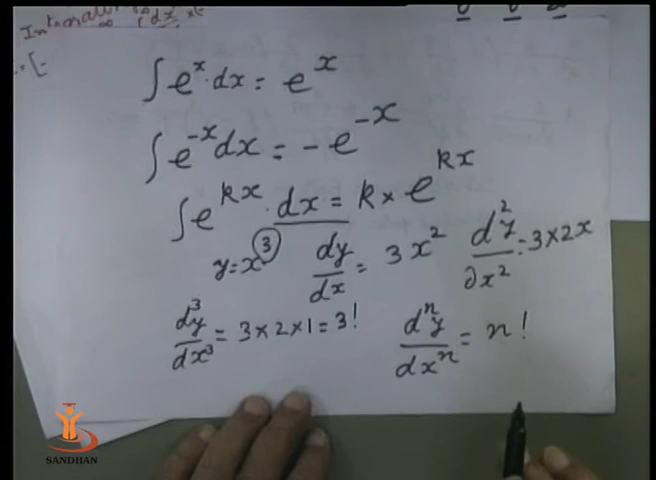 ∫ e^x · dx = e^x
∫ e^{-x} dx = - e^{-x}
∫ e^{kx} · dx = k × e^{kx}
y = x^3  dy/dx = 3x^2  d^2y/∂x^2 = 3×2x
d^3y/dx^3 = 3×2×1 = 3!  d^ny/dx^n = n!
SANDHAN